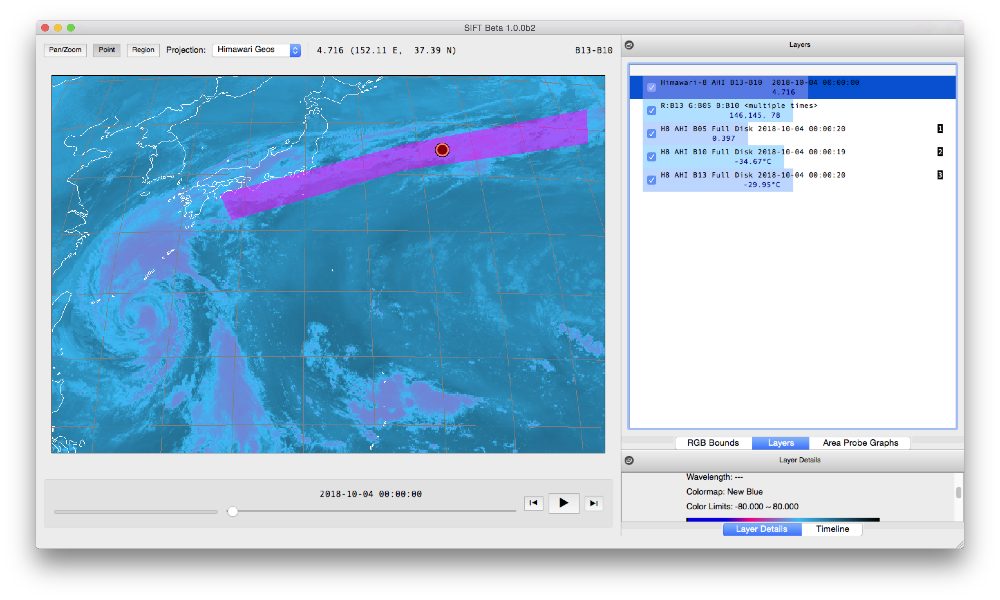 SIFT Beta 1.0.0b2
Pan/Zoom Point Region Projection: Himawari Geos 4.716 (152.11 E,  37.39 N) B13-B10
Layers
Himawari-8 AHI B13-B10  2018-10-04 00:00:00
4.716
R:B13 G:B05 B:B10 <multiple times>
146,145, 78
H8 AHI B05 Full Disk 2018-10-04 00:00:20 1
0.397
H8 AHI B10 Full Disk 2018-10-04 00:00:19 2
-34.67°C
H8 AHI B13 Full Disk 2018-10-04 00:00:20 3
-29.95°C
RGB Bounds Layers Area Probe Graphs
Layer Details
Wavelength: ---
Colormap: New Blue
Color Limits: -80.000 ~ 80.000
Layer Details Timeline
2018-10-04 00:00:00